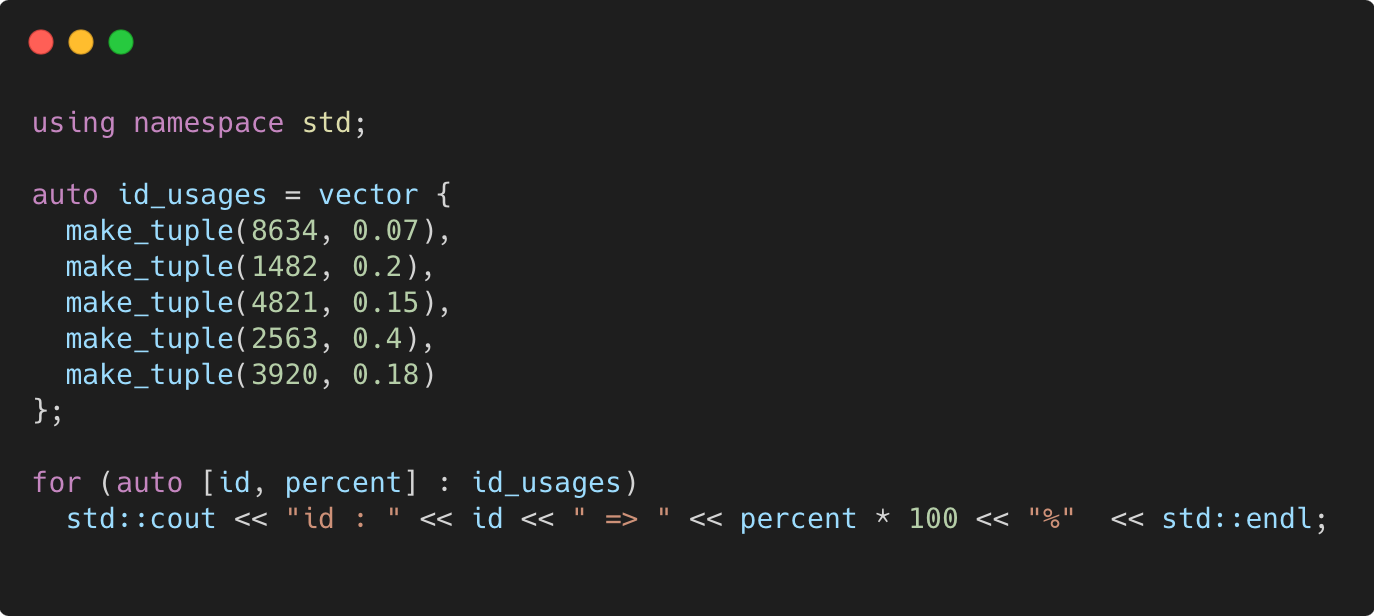 using namespace std;

auto id_usages = vector {
  make_tuple(8634, 0.07),
  make_tuple(1482, 0.2),
  make_tuple(4821, 0.15),
  make_tuple(2563, 0.4),
  make_tuple(3920, 0.18)
};

for (auto [id, percent] : id_usages)
  std::cout << "id : " << id << " => " << percent * 100 << "%"  << std::endl;